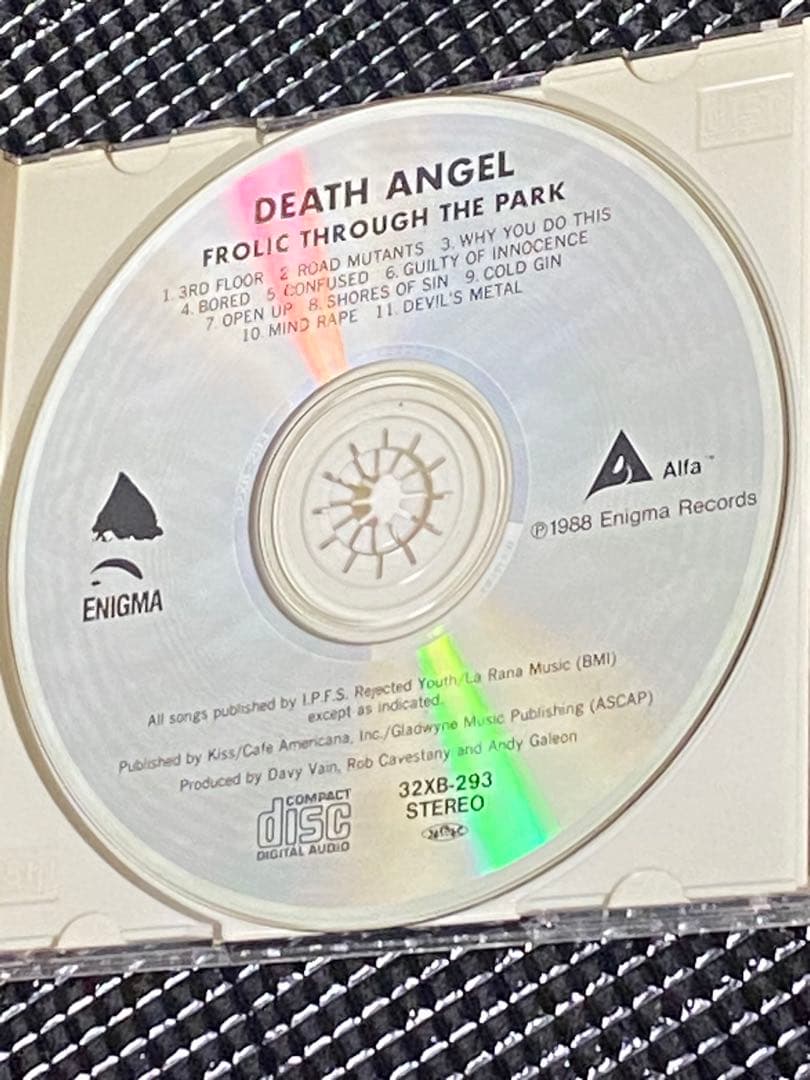 DEATH ANGEL
FROLIC THROUGH THE PARK
1. 3RD FLOOR 2 ROAD MUTANTS 3. WHY YOU DO THIS
4. BORED 5 CONFUSED 6. GUILTY OF INNOCENCE
7. OPEN UP 8. SHORES OF SIN 9. COLD GIN
10. MIND RAPE 11. DEVIL'S METAL
Alfa™
℗1988 Enigma Records
ENIGMA
All songs published by I.P.F.S. Rejected Youth/La Rana Music (BMI)
except as indicated.
Published by Kiss/Cafe Americana, Inc./Gladwyne Music Publishing (ASCAP)
Produced by Davy Vain, Rob Cavestany and Andy Galeon
COMPACT
disc
DIGITAL AUDIO
32XB-293
STEREO